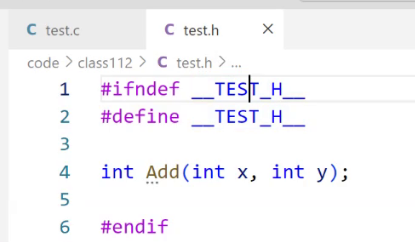 C test.c C test.h ×
code > class112 > C test.h > ...
1 #ifndef __TEST_H__
2 #define __TEST_H__
3
4 int Add(int x, int y);
5
6 #endif